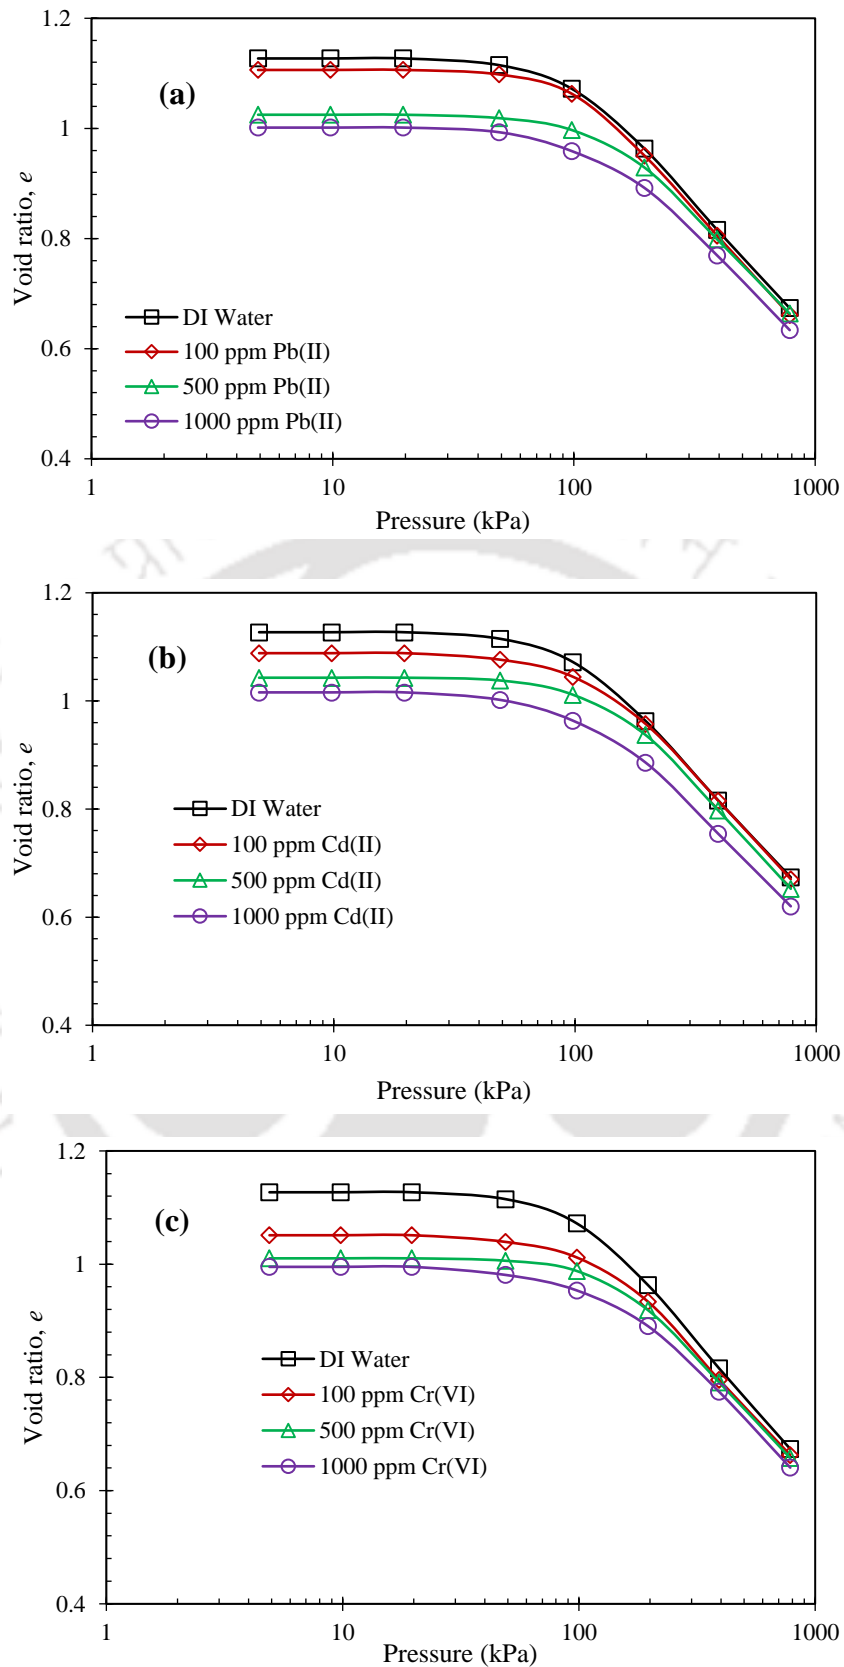 1.2
(a)
1
Void ratio, e
0.8
DI Water
100 ppm Pb(II)
0.6
500 ppm Pb(II)
1000 ppm Pb(II)
0.4
1 10 100 1000
Pressure (kPa)
1.2
(b)
1
Void ratio, e
0.8
DI Water
100 ppm Cd(II)
500 ppm Cd(II)
0.6
1000 ppm Cd(II)
0.4
1 10 100 1000
Pressure (kPa)
1.2
(c)
1
Void ratio, e
DI Water
0.8
100 ppm Cr(VI)
500 ppm Cr(VI)
1000 ppm Cr(VI)
0.6
0.4
1 10 100 1000
Pressure (kPa)